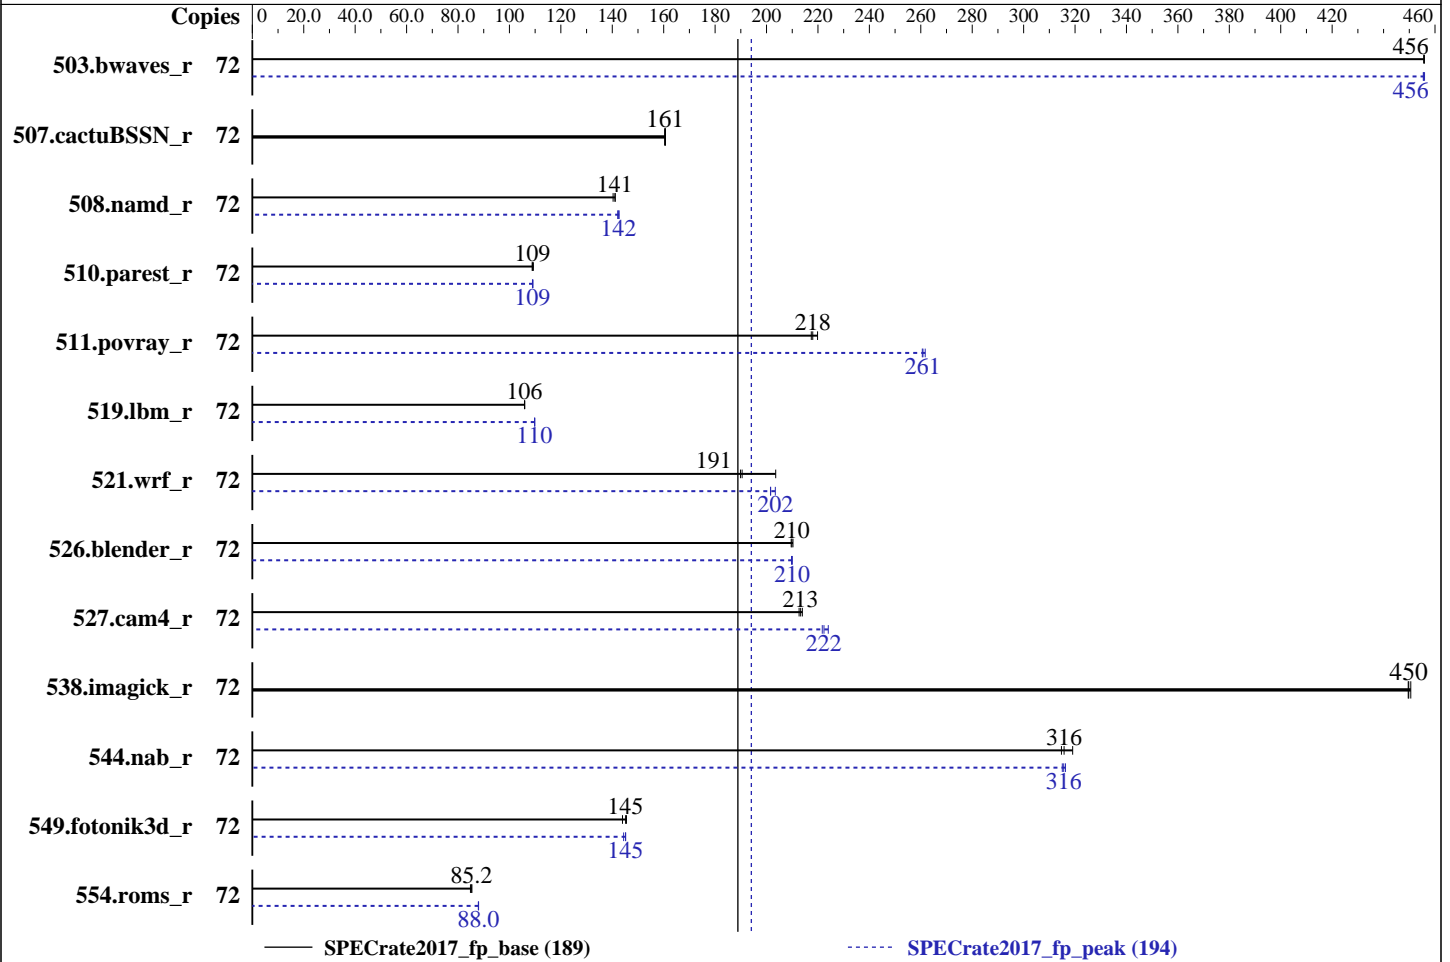 Copies 0 20.0 40.0 60.0 80.0 100 120 140 160 180 200 220 240 260 280 300 320 340 360 380 400 420 460
503.bwaves_r 72 456
456
507.cactuBSSN_r 72 161
508.namd_r 72 141
142
510.parest_r 72 109
109
511.povray_r 72 218
261
519.lbm_r 72 106
110
521.wrf_r 72 191
202
526.blender_r 72 210
210
527.cam4_r 72 213
222
538.imagick_r 72 450
544.nab_r 72 316
316
549.fotonik3d_r 72 145
145
554.roms_r 72 85.2
88.0
SPECrate2017_fp_base (189) SPECrate2017_fp_peak (194)